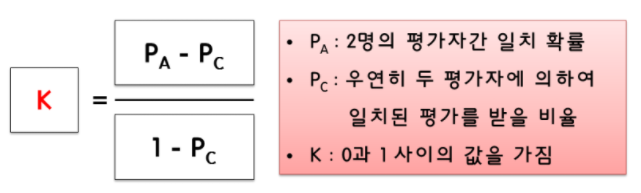 K = (P_A - P_C) / (1 - P_C)
• P_A : 2명의 평가자간 일치 확률
• P_C : 우연히 두 평가자에 의하여
일치된 평가를 받을 비율
• K : 0과 1사이의 값을 가짐